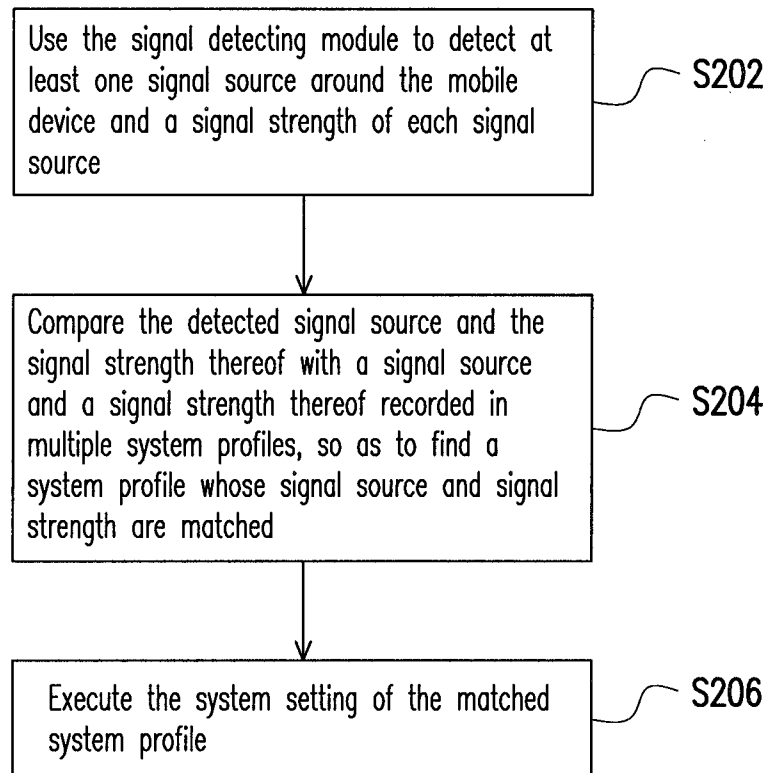 Use the signal detecting module to detect at
least one signal source around the mobile
device and a signal strength of each signal
source
S202
Compare the detected signal source and the
signal strength thereof with a signal source
and a signal strength thereof recorded in
multiple system profiles, so as to find a
system profile whose signal source and signal
strength are matched
S204
Execute the system setting of the matched
system profile
S206